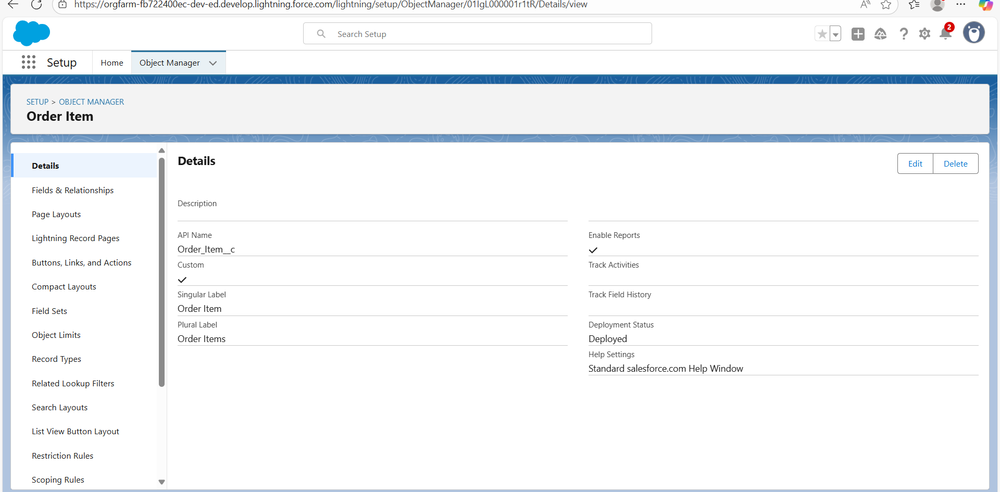 https://orgfarm-fb722400ec-dev-ed.develop.lightning.force.com/lightning/setup/ObjectManager/01IgL000001r1tR/Details/view
Search Setup
2
Setup
Home
Object Manager
SETUP > OBJECT MANAGER
Order Item
Details
Fields & Relationships
Page Layouts
Lightning Record Pages
Buttons, Links, and Actions
Compact Layouts
Field Sets
Object Limits
Record Types
Related Lookup Filters
Search Layouts
List View Button Layout
Restriction Rules
Scoping Rules
Details
Edit
Delete
Description
API Name
Order_Item__c
Custom
Singular Label
Order Item
Plural Label
Order Items
Enable Reports
Track Activities
Track Field History
Deployment Status
Deployed
Help Settings
Standard salesforce.com Help Window